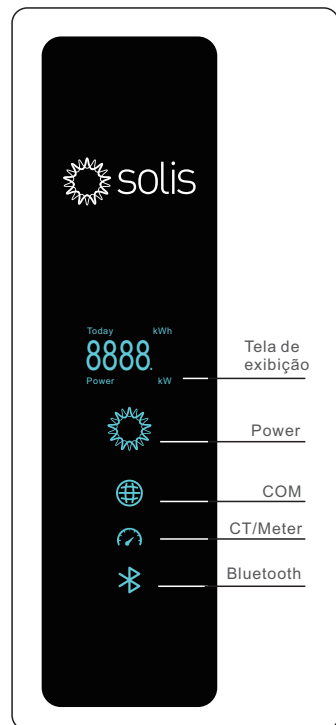 solis
Today kWh
8888.
Power kW
Tela de
exibição
Power
COM
CT/Meter
Bluetooth